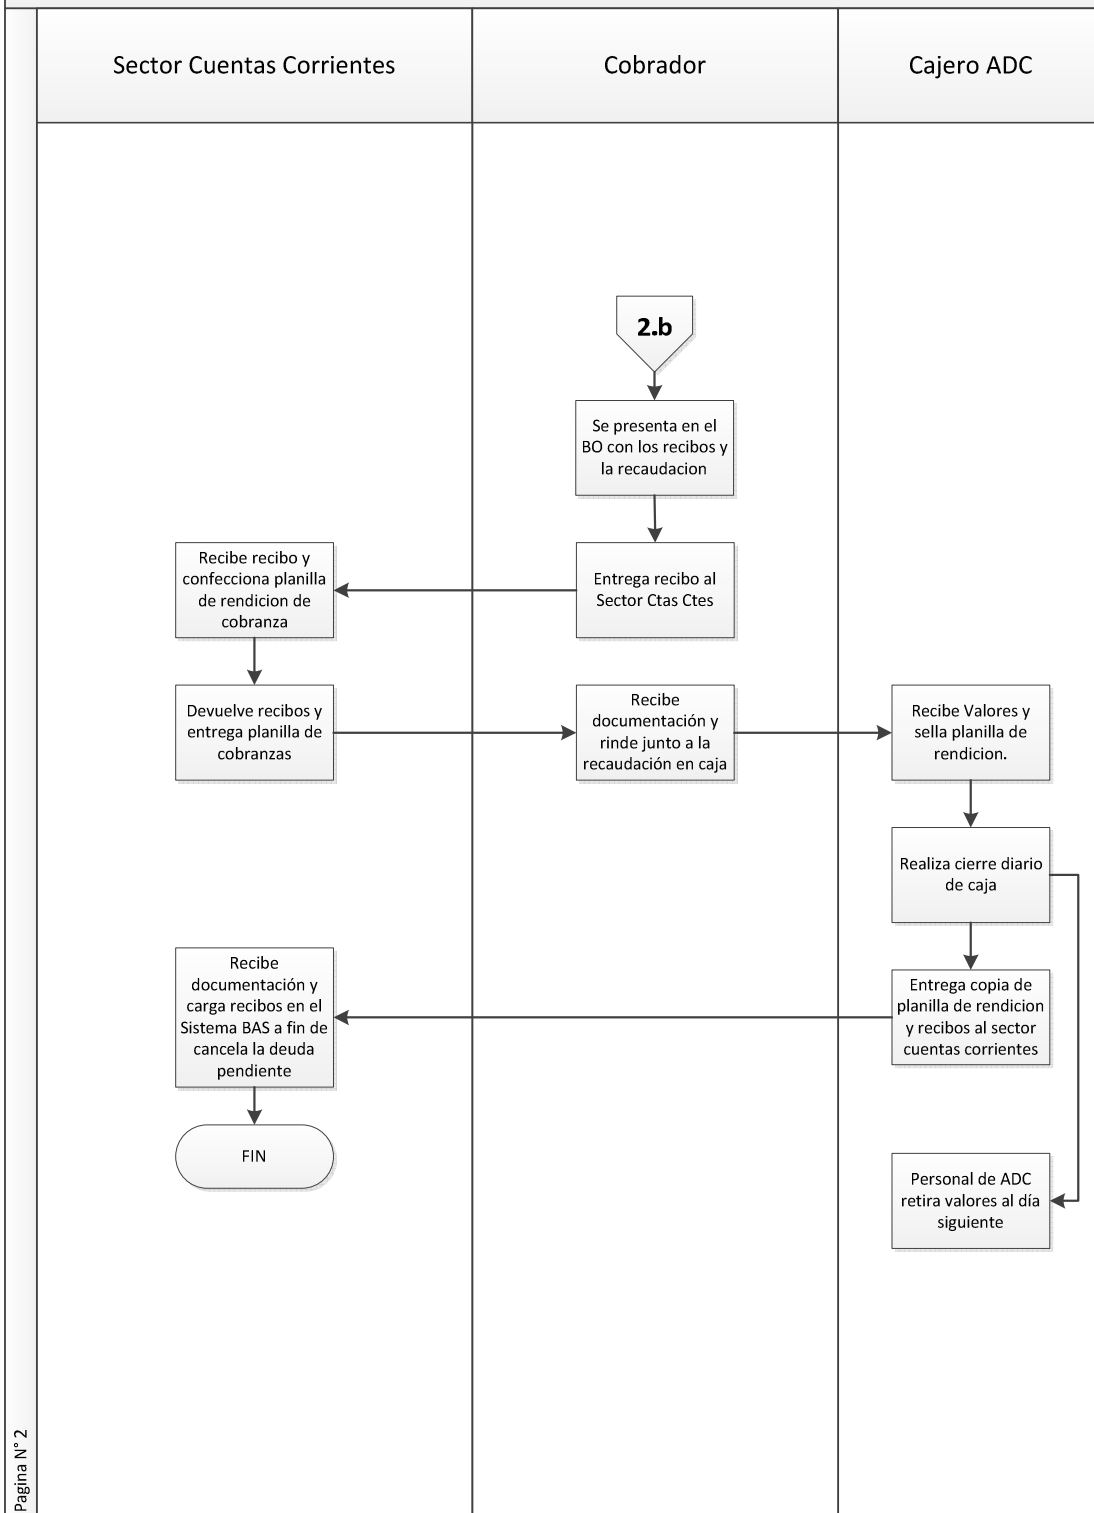 Sector Cuentas Corrientes
Cobrador
Cajero ADC
2.b
Se presenta en el
BO con los recibos y
la recaudacion
Entrega recibo al
Sector Ctas Ctes
Recibe recibo y
confecciona planilla
de rendicion de
cobranza
Devuelve recibos y
entrega planilla de
cobranzas
Recibe
documentación y
rinde junto a la
recaudación en caja
Recibe Valores y
sella planilla de
rendicion.
Realiza cierre diario
de caja
Entrega copia de
planilla de rendicion
y recibos al sector
cuentas corrientes
Recibe
documentación y
carga recibos en el
Sistema BAS a fin de
cancela la deuda
pendiente
FIN
Personal de ADC
retira valores al día
siguiente
Pagina N° 2